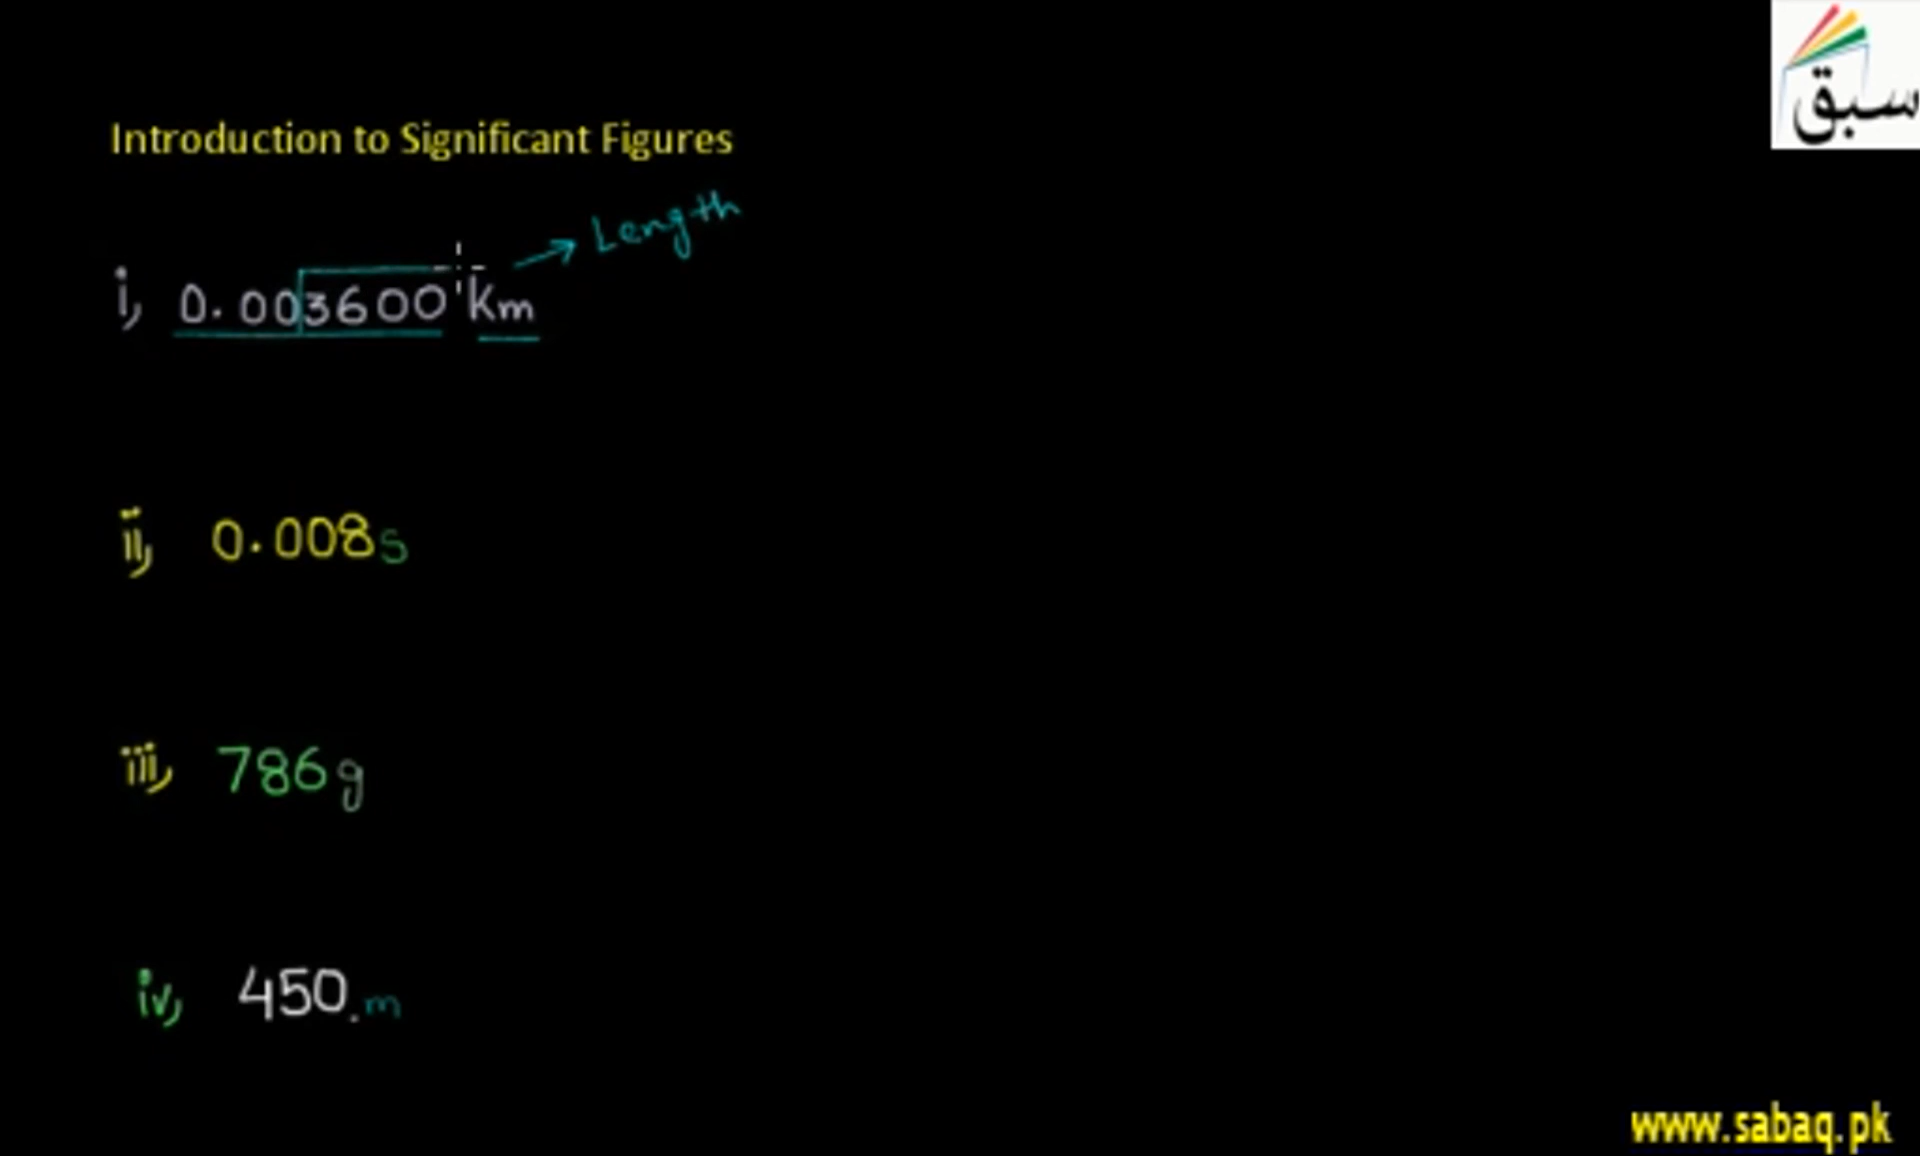 سبق
Introduction to Significant Figures
→ Length
i, 0.003600 km
ii, 0.008s
iii, 786g
iv, 450.m
www.sabaq.pk